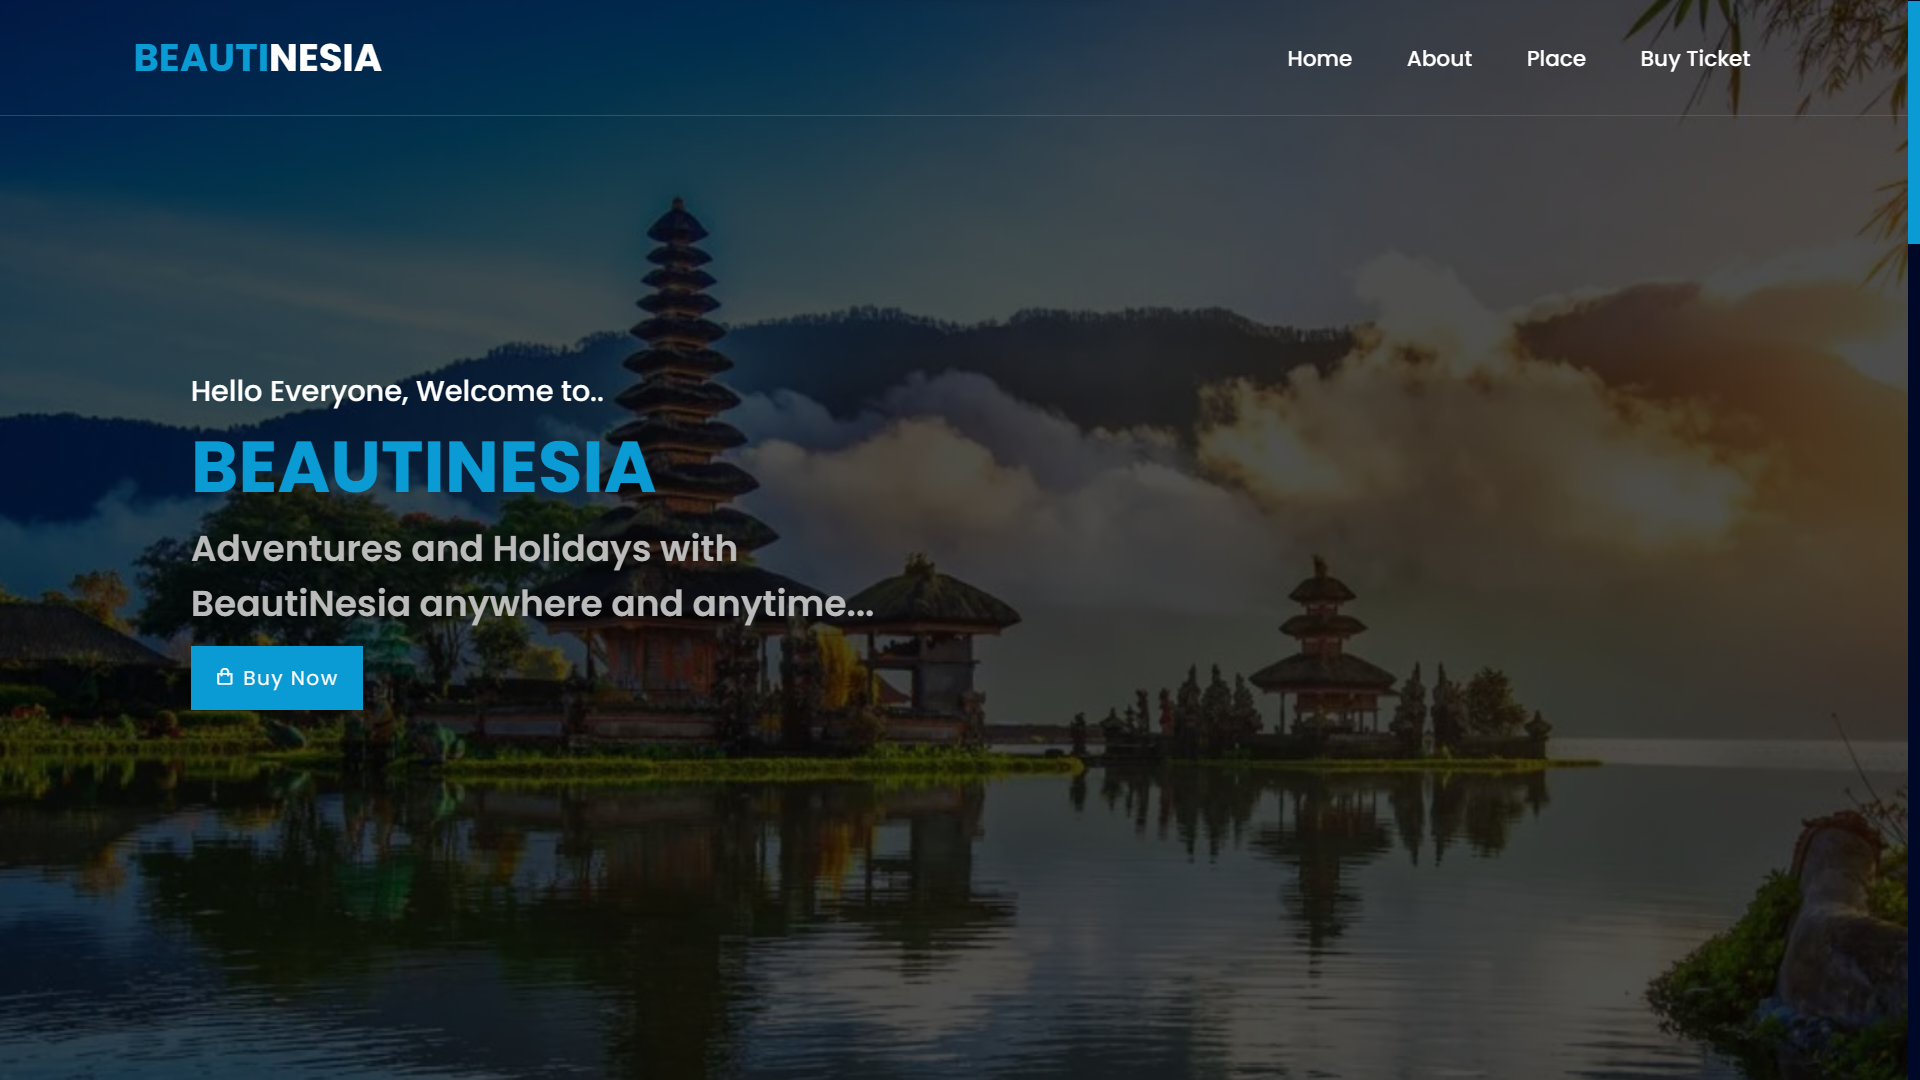 BEAUTINESIA
Home About Place Buy Ticket
Hello Everyone, Welcome to..
BEAUTINESIA
Adventures and Holidays with
BeautiNesia anywhere and anytime...
Buy Now